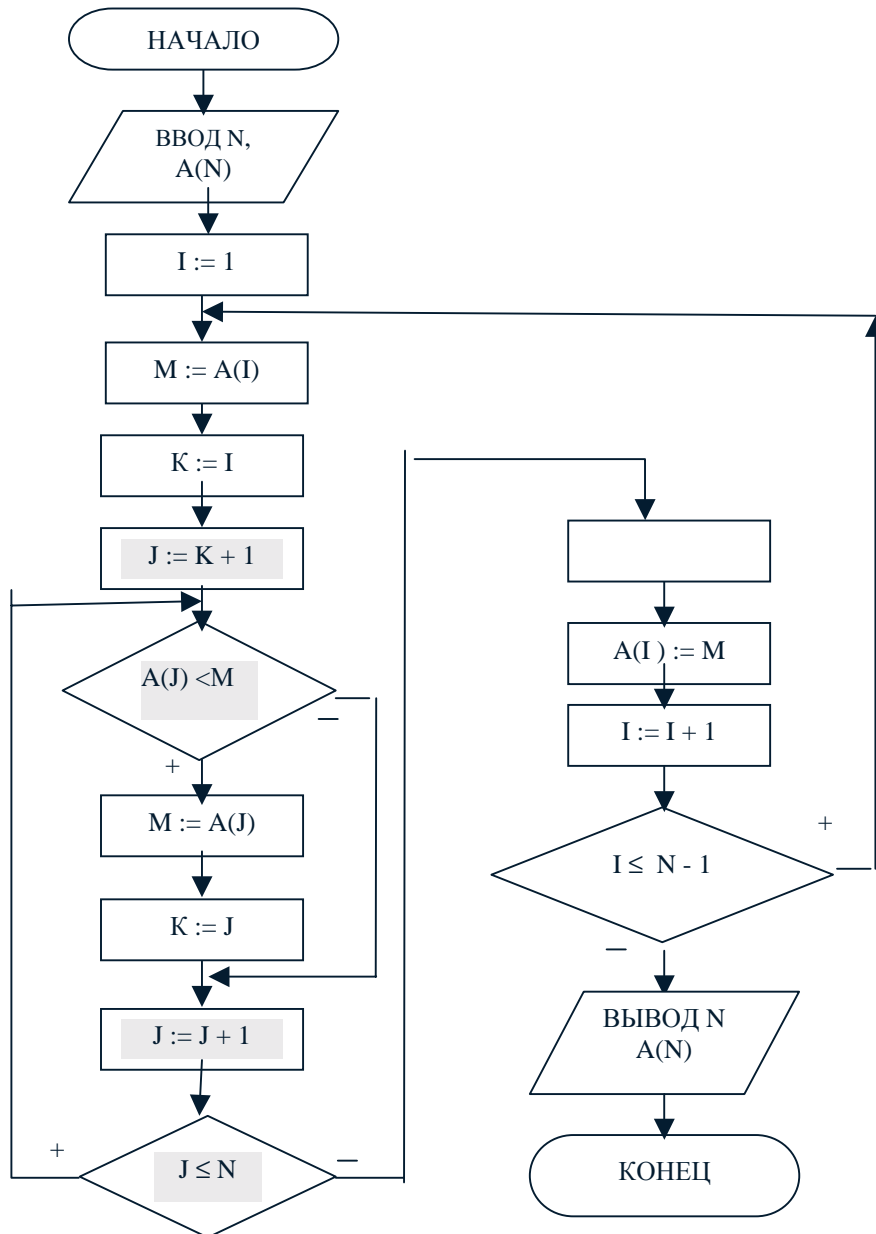 НАЧАЛО
ВВОД N,
A(N)
I := 1
M := A(I)
K := I
J := K + 1
A(J) <M
–
+
M := A(J)
K := J
J := J + 1
+
J ≤ N
–
A(I ) := M
I := I + 1
+
I ≤ N - 1
–
ВЫВОД N
A(N)
КОНЕЦ